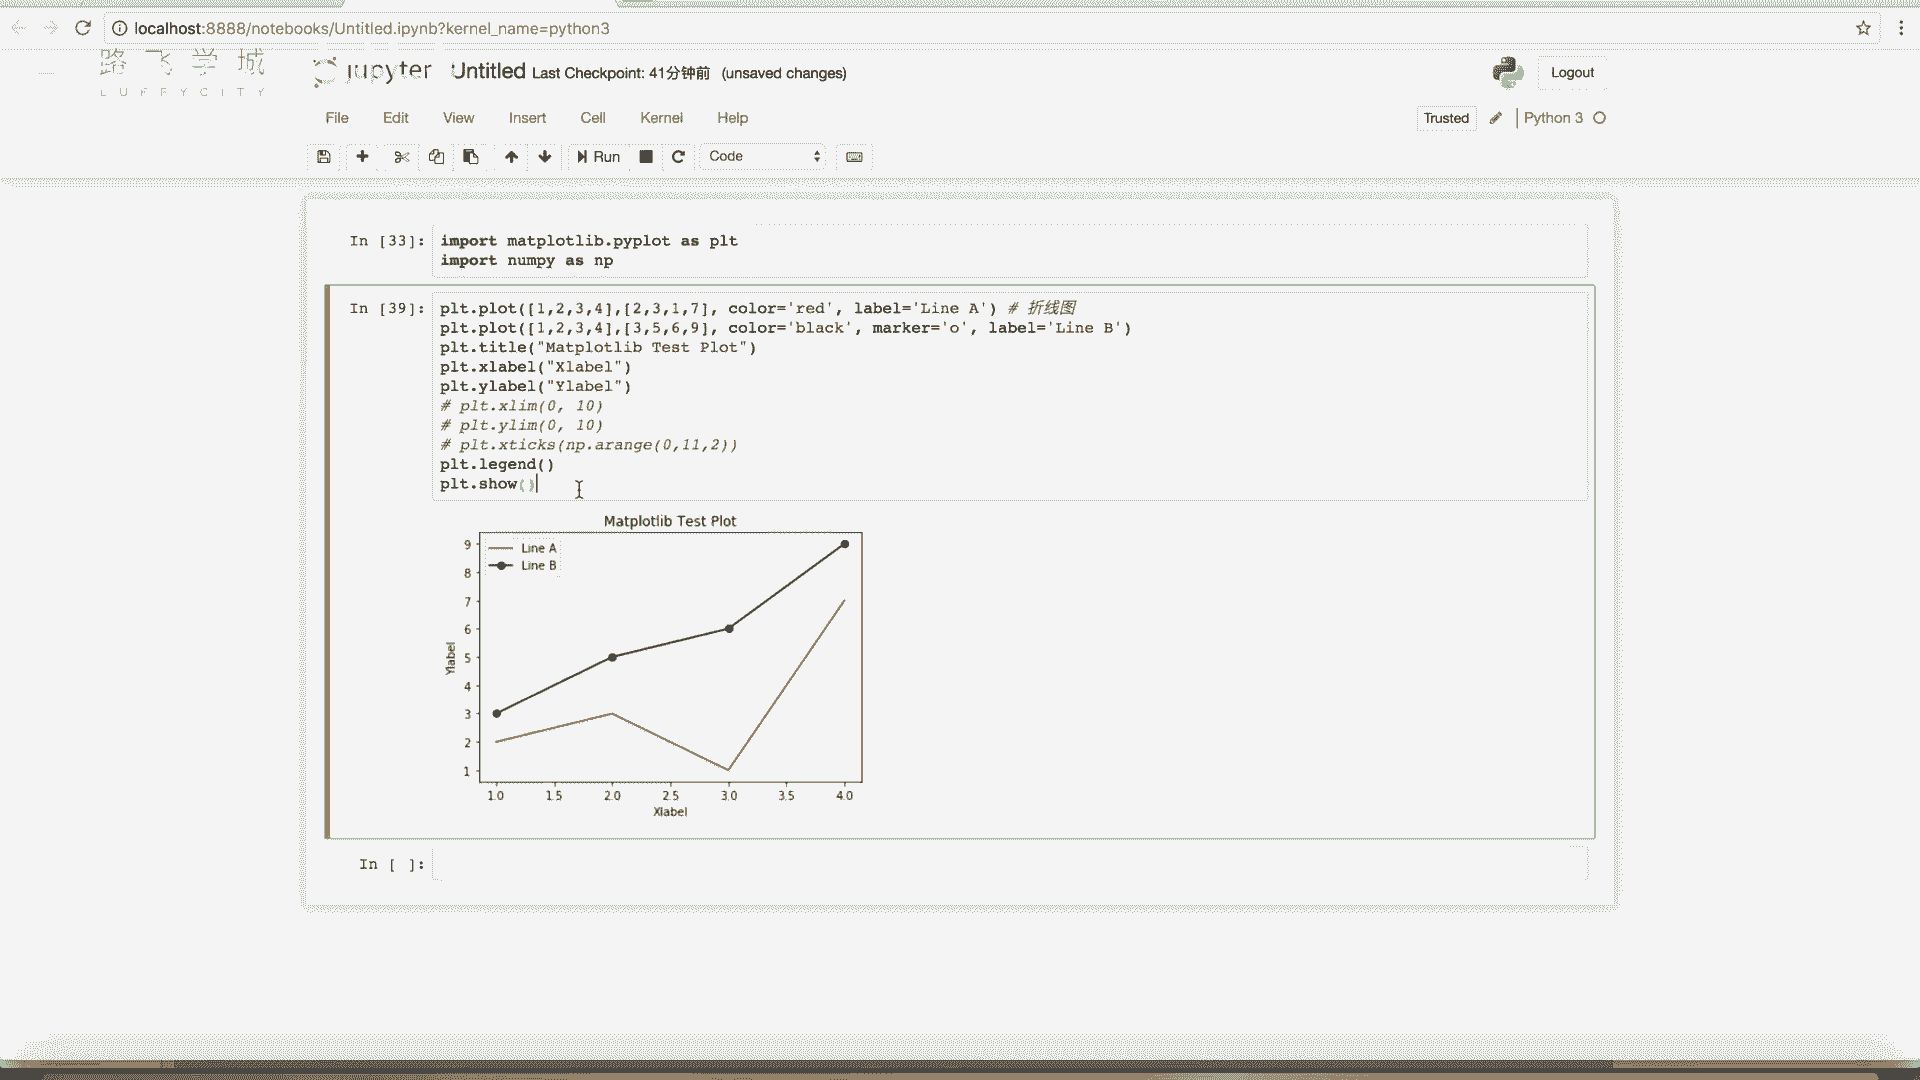 localhost:8888/notebooks/Untitled.ipynb?kernel_name=python3
路飞学城
LUFFYCITY
jupyter Untitled Last Checkpoint: 41分钟前 (unsaved changes)
Logout
File Edit View Insert Cell Kernel Help
Trusted Python 3
Run Code
In [33]: import matplotlib.pyplot as plt
import numpy as np
In [39]: plt.plot([1,2,3,4],[2,3,1,7], color='red', label='Line A') # 折线图
plt.plot([1,2,3,4],[3,5,6,9], color='black', marker='o', label='Line B')
plt.title("Matplotlib Test Plot")
plt.xlabel("Xlabel")
plt.ylabel("Ylabel")
# plt.xlim(0, 10)
# plt.ylim(0, 10)
# plt.xticks(np.arange(0,11,2))
plt.legend()
plt.show()
Matplotlib Test Plot
Line A
Line B
9
8
7
6
5
4
3
2
1
Ylabel
1.0 1.5 2.0 2.5 3.0 3.5 4.0
Xlabel
In [ ]: